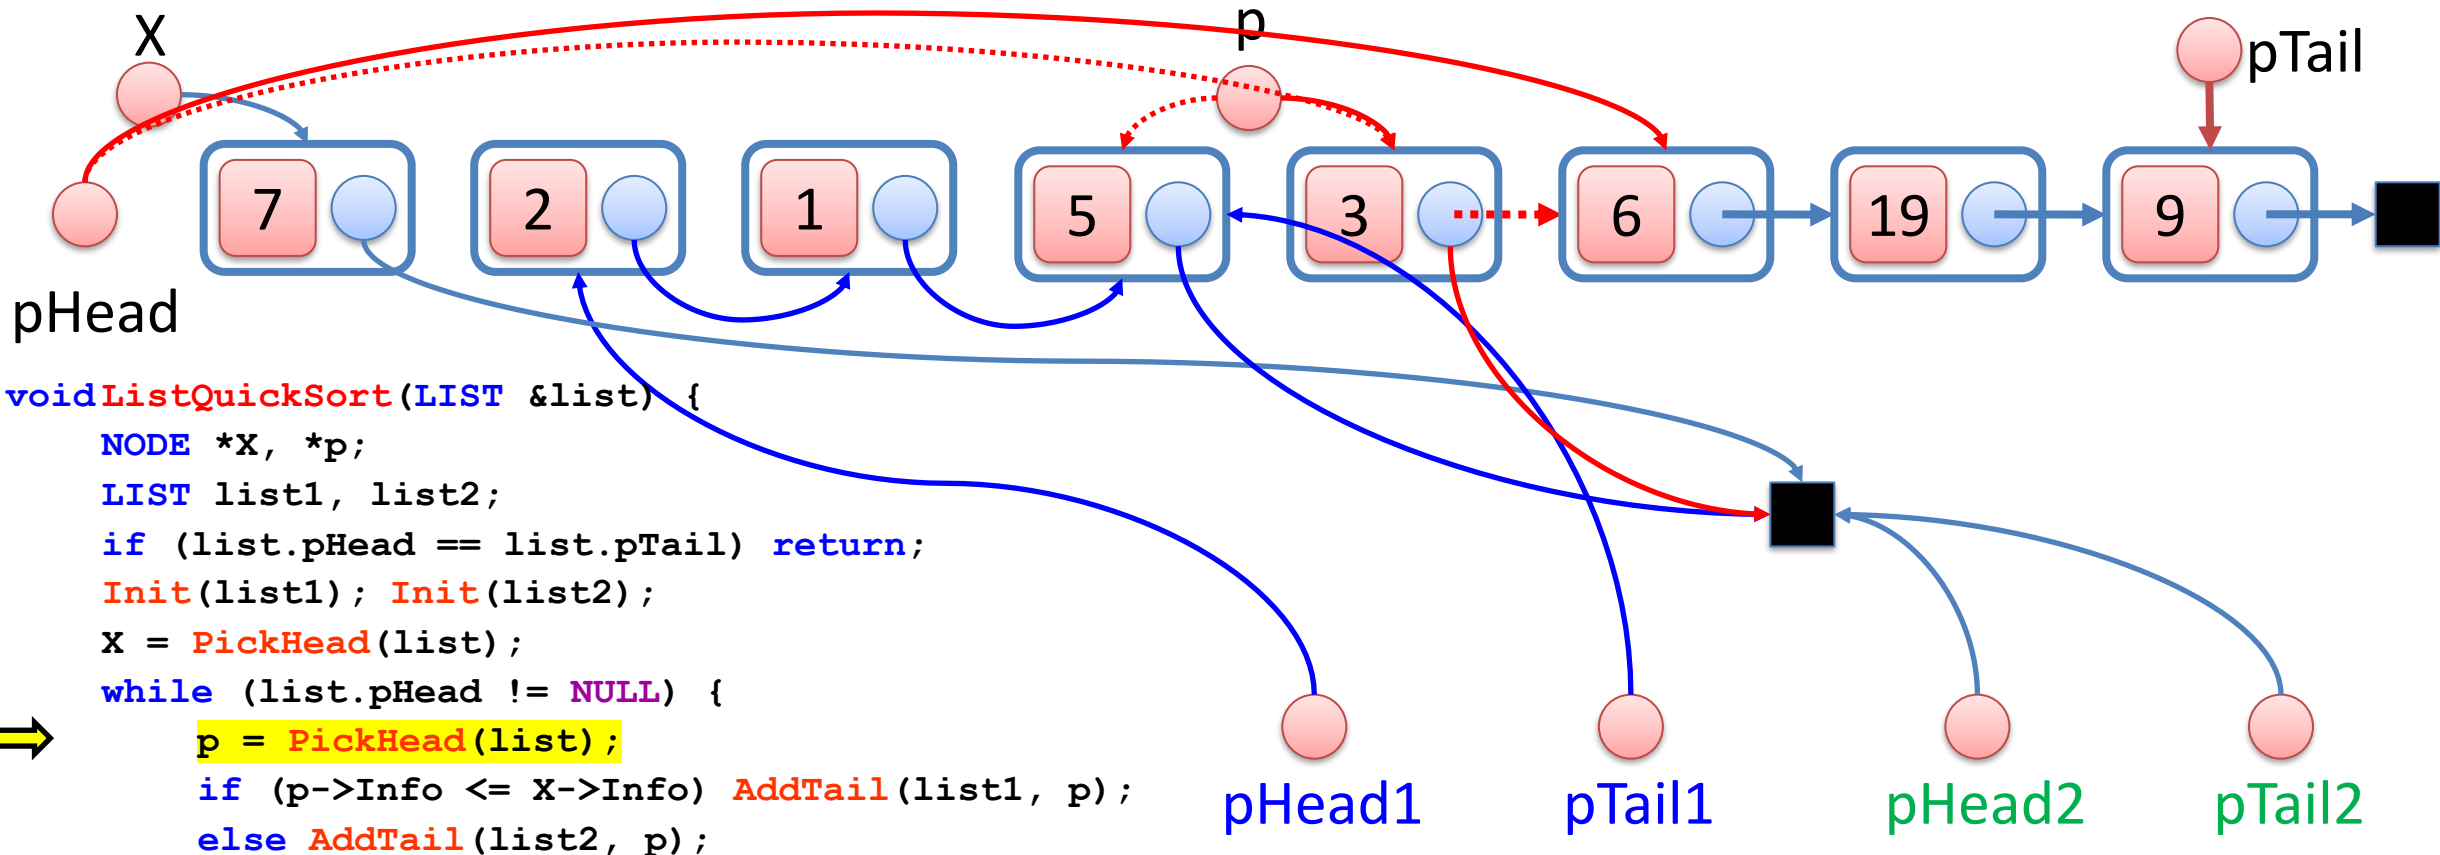 X
p
pTail
7 2 1 5 3 6 19 9
pHead
void ListQuickSort(LIST &list) {
NODE *X, *p;
LIST list1, list2;
if (list.pHead == list.pTail) return;
Init(list1); Init(list2);
X = PickHead(list);
while (list.pHead != NULL) {
p = PickHead(list);
if (p->Info <= X->Info) AddTail(list1, p);
else AddTail(list2, p);
pHead1 pTail1 pHead2 pTail2